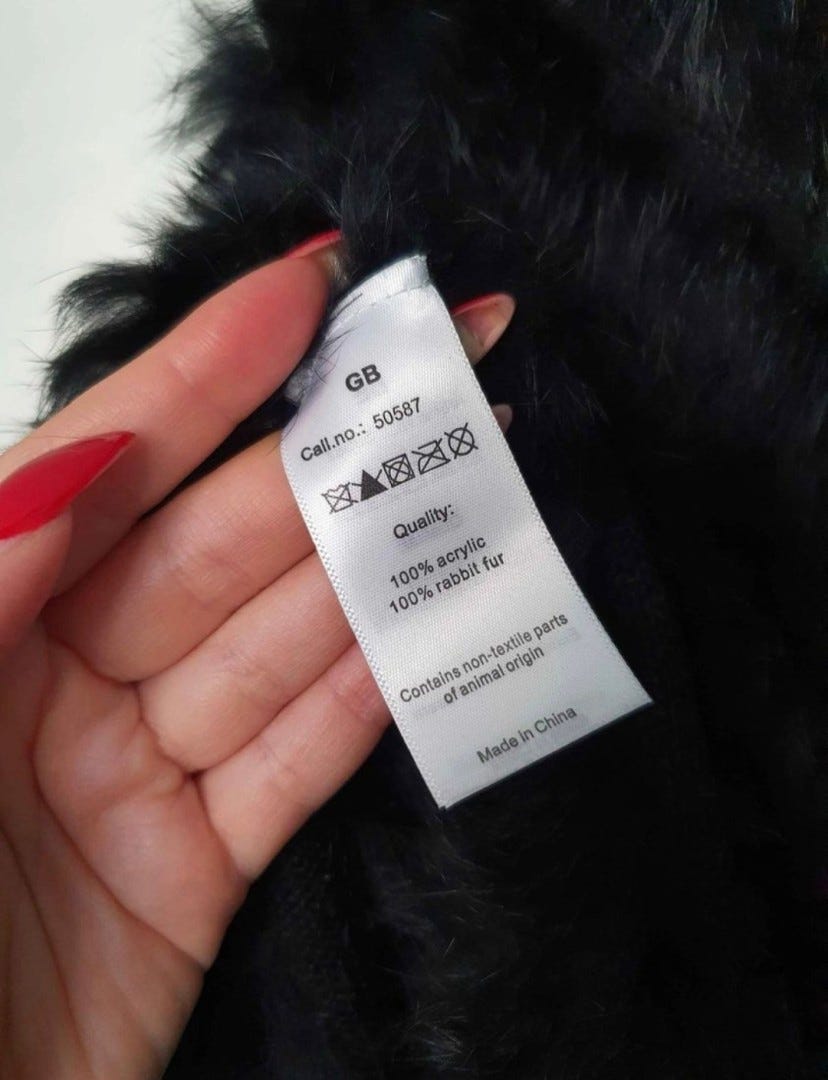 GB
Call.no.: 50587
Quality:
100% acrylic
100% rabbit fur
Contains non-textile parts
of animal origin
Made in China